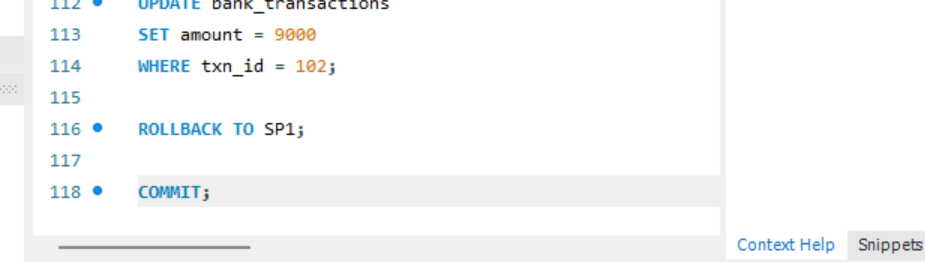 112 UPDATE bank_transactions
113 SET amount = 9000
114 WHERE txn_id = 102;
115
116 ROLLBACK TO SP1;
117
118 COMMIT;
Context Help Snippets